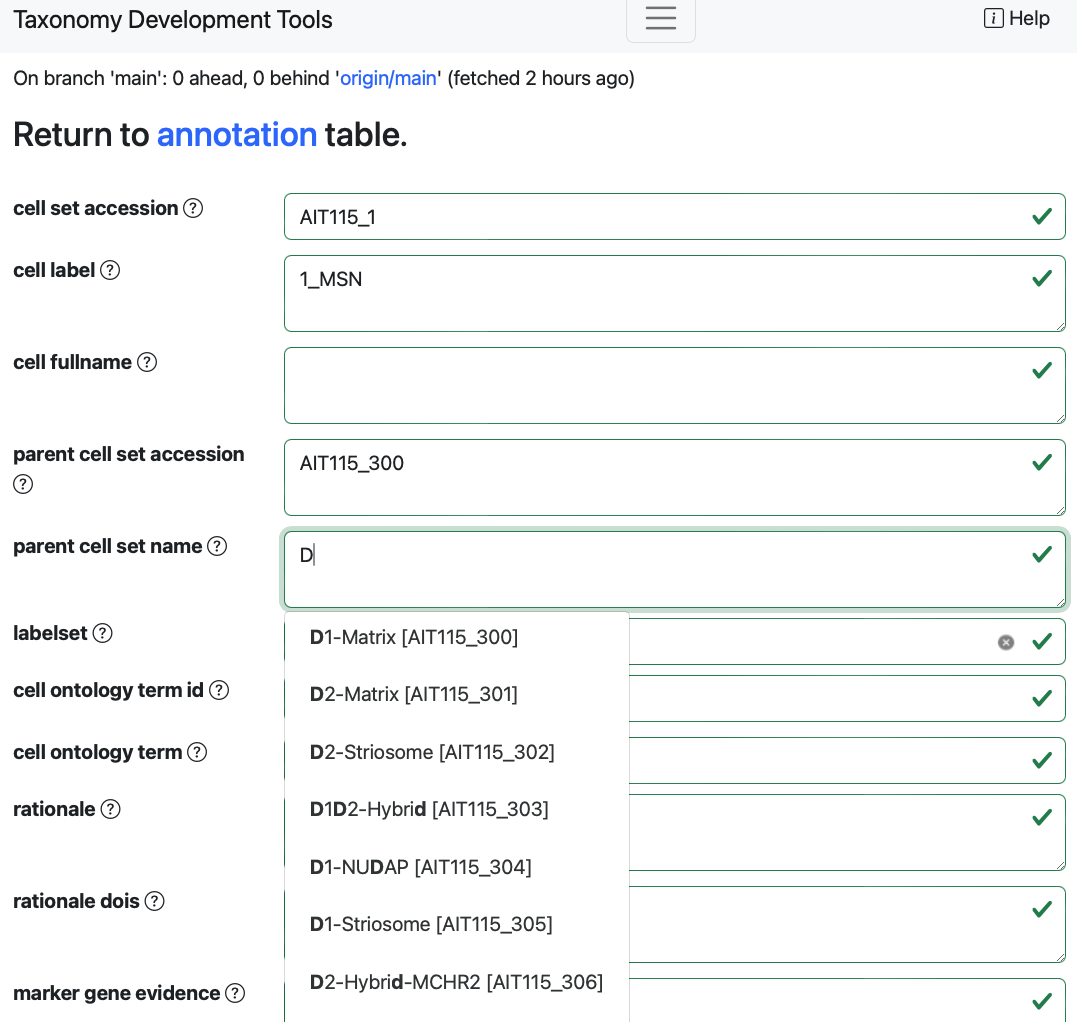 Taxonomy Development Tools
Help
On branch 'main': 0 ahead, 0 behind 'origin/main' (fetched 2 hours ago)
Return to annotation table.
cell set accession ?
AIT115_1
cell label ?
1_MSN
cell fullname ?
parent cell set accession
?
AIT115_300
parent cell set name ?
D
labelset ?
D1-Matrix [AIT115_300]
cell ontology term id ?
D2-Matrix [AIT115_301]
cell ontology term ?
D2-Striosome [AIT115_302]
rationale ?
D1D2-Hybrid [AIT115_303]
D1-NUDAP [AIT115_304]
rationale dois ?
D1-Striosome [AIT115_305]
marker gene evidence ?
D2-Hybrid-MCHR2 [AIT115_306]